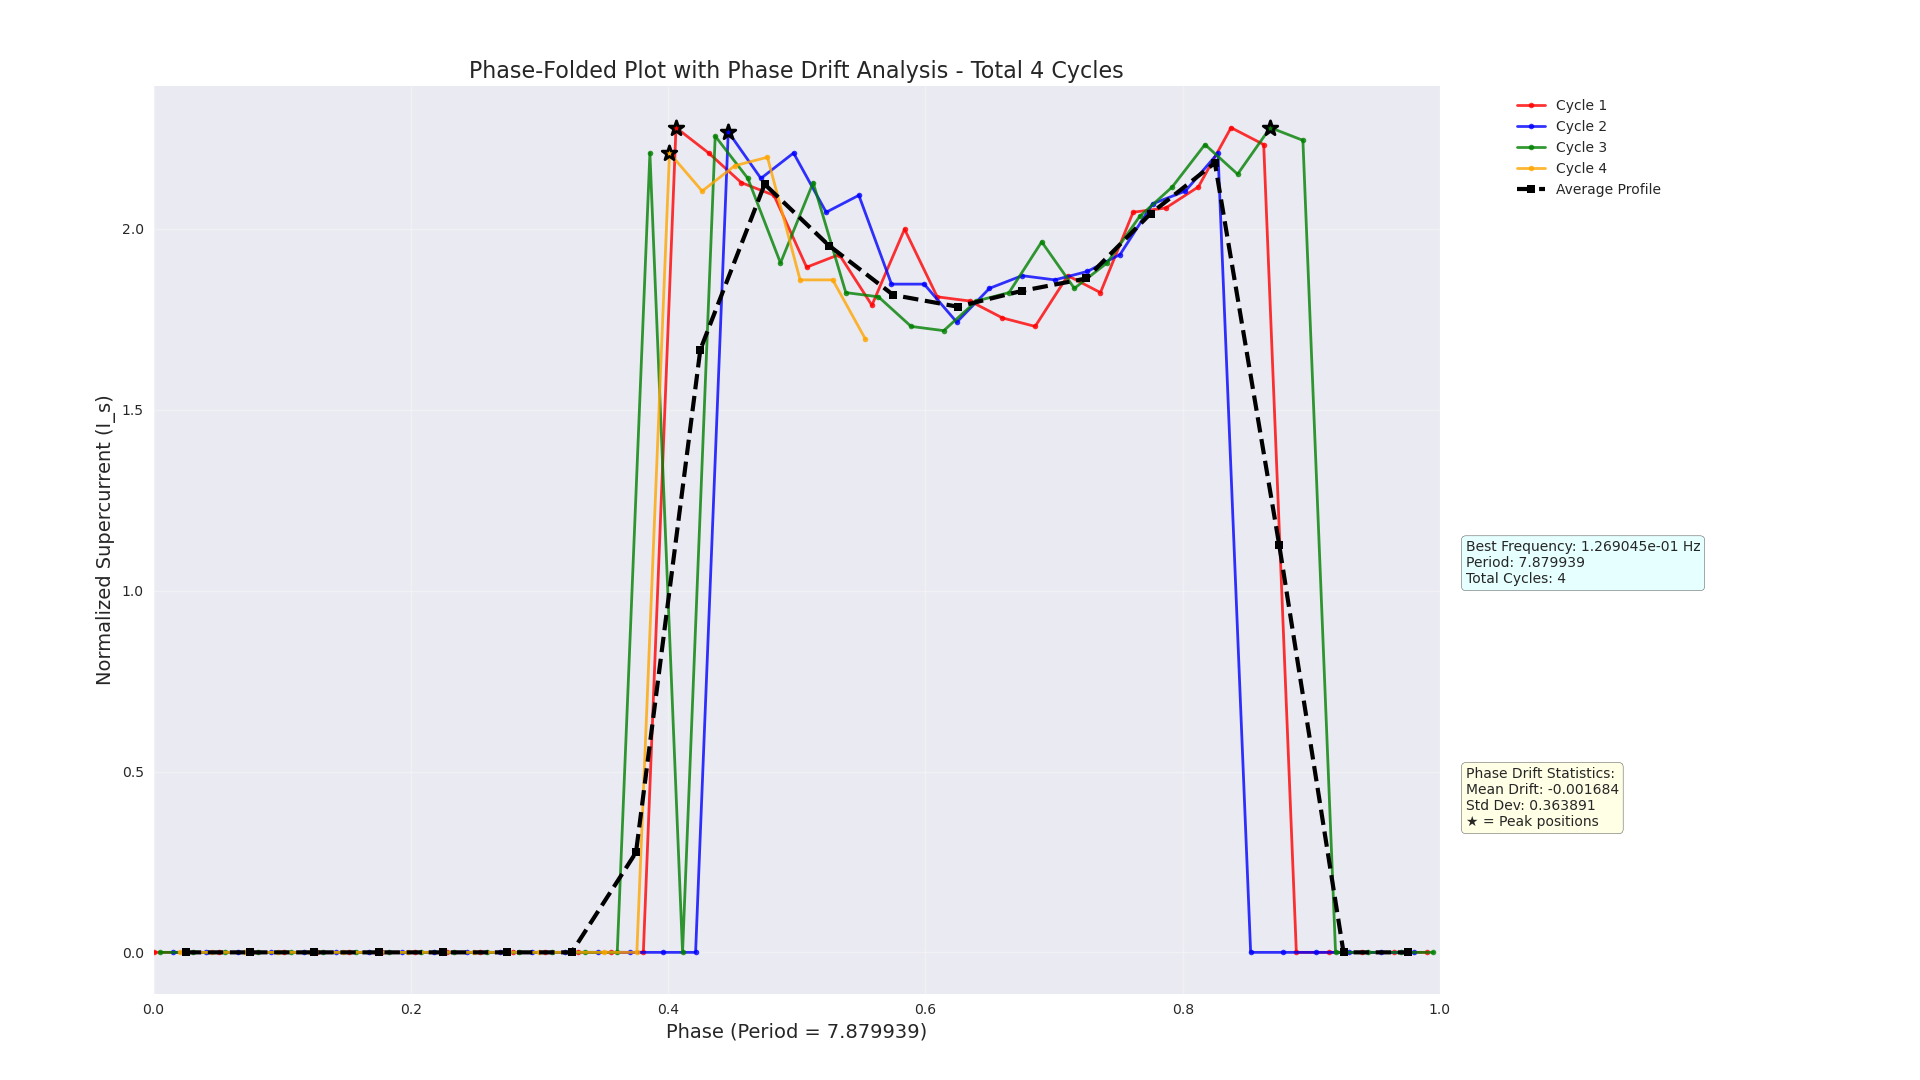 Phase-Folded Plot with Phase Drift Analysis - Total 4 Cycles
Cycle 1
Cycle 2
Cycle 3
Cycle 4
Average Profile
Normalized Supercurrent (I_s)
2.0
1.5
1.0
0.5
0.0
0.0
0.2
0.4
0.6
0.8
1.0
Phase (Period = 7.879939)
Best Frequency: 1.269045e-01 Hz
Period: 7.879939
Total Cycles: 4
Phase Drift Statistics:
Mean Drift: -0.001684
Std Dev: 0.363891
★ = Peak positions